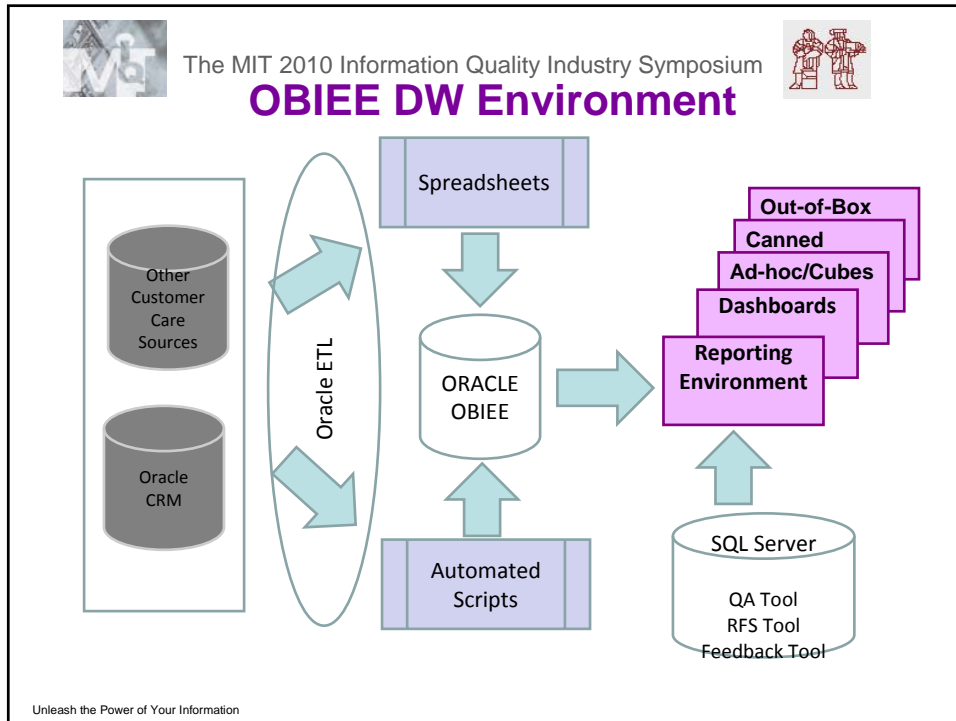 The MIT 2010 Information Quality Industry Symposium
OBIEE DW Environment
Other
Customer
Care
Sources
Oracle
CRM
Oracle ETL
Spreadsheets
ORACLE
OBIEE
Automated
Scripts
Out-of-Box
Canned
Ad-hoc/Cubes
Dashboards
Reporting
Environment
SQL Server
QA Tool
RFS Tool
Feedback Tool
Unleash the Power of Your Information